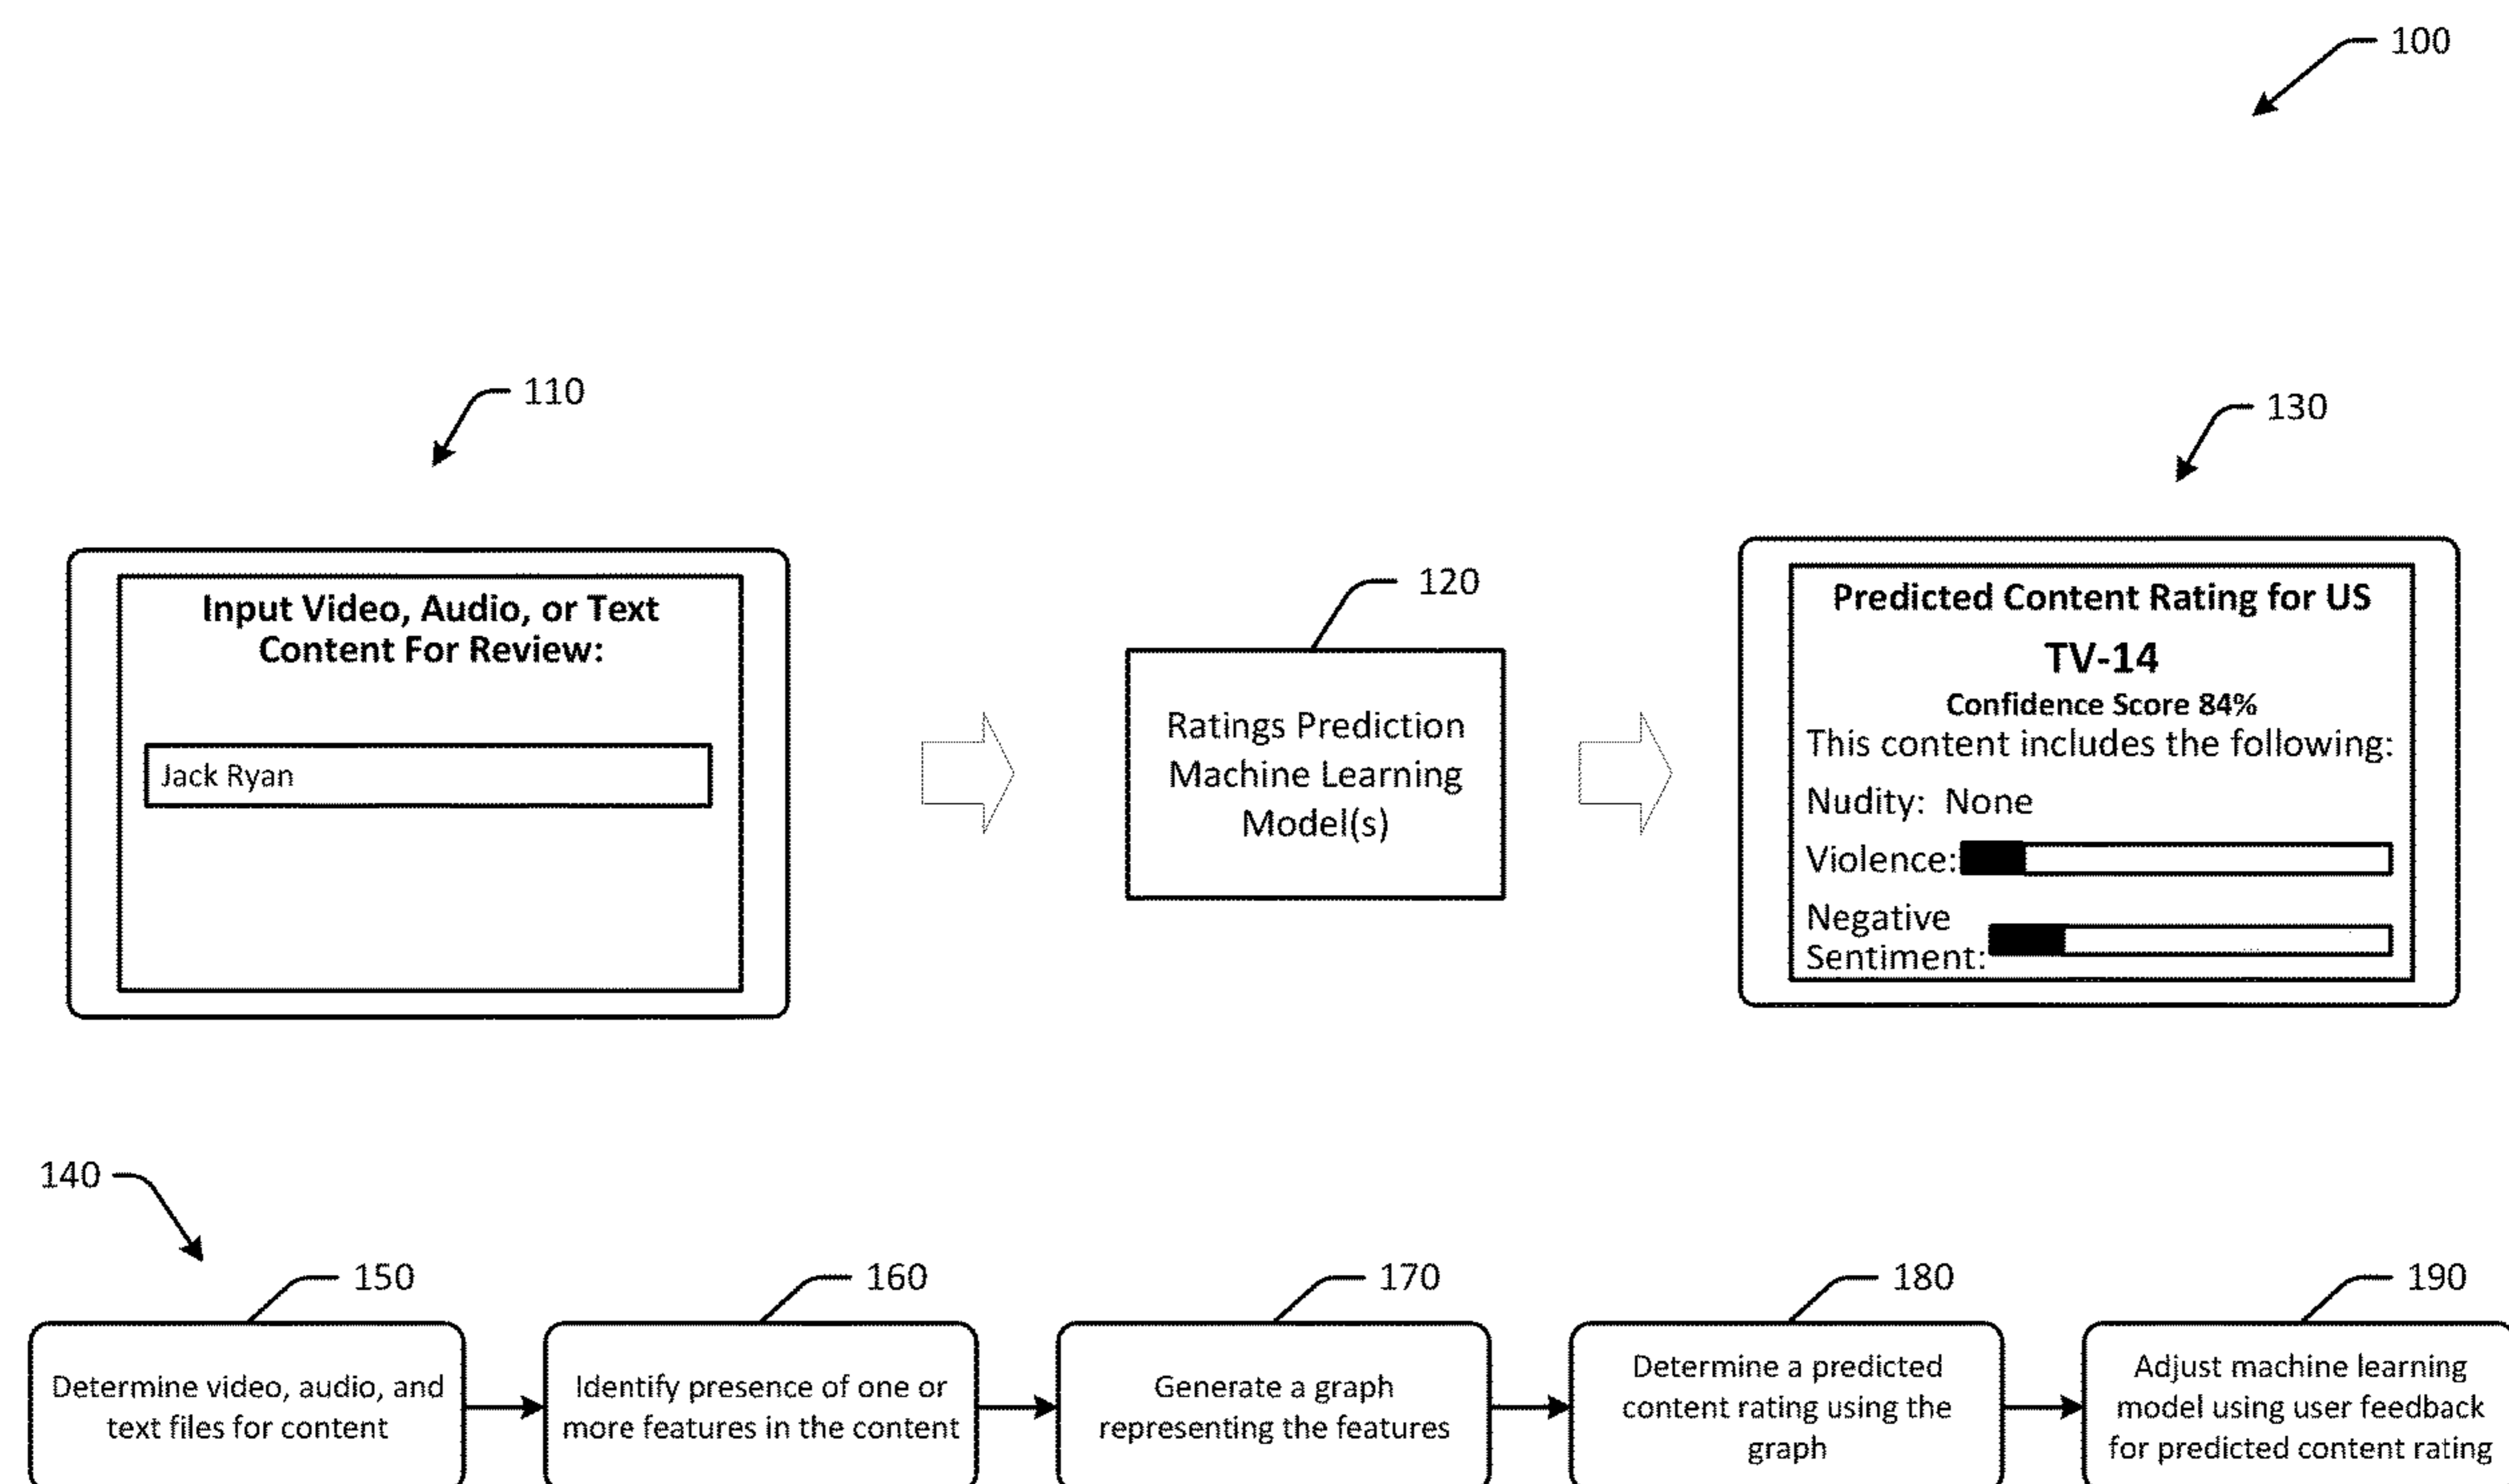 100
110
130
Input Video, Audio, or Text
Content For Review:
Jack Ryan
120
Ratings Prediction
Machine Learning
Model(s)
Predicted Content Rating for US
TV-14
Confidence Score 84%
This content includes the following:
Nudity: None
Violence:
Negative
Sentiment:
140
150
Determine video, audio, and
text files for content
160
Identify presence of one or
more features in the content
170
Generate a graph
representing the features
180
Determine a predicted
content rating using the
graph
190
Adjust machine learning
model using user feedback
for predicted content rating